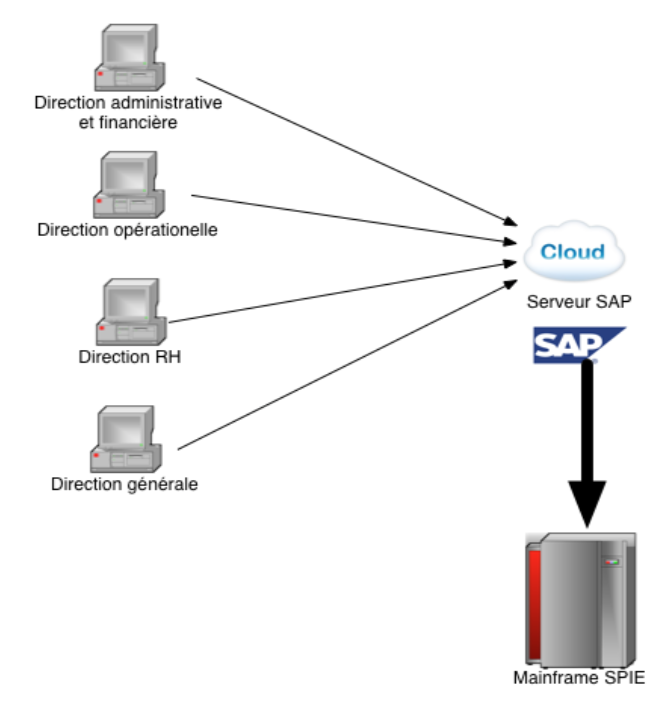 Direction administrative
et financière
Direction opérationelle
Cloud
Serveur SAP
SAP
Direction RH
Direction générale
Mainframe SPIE